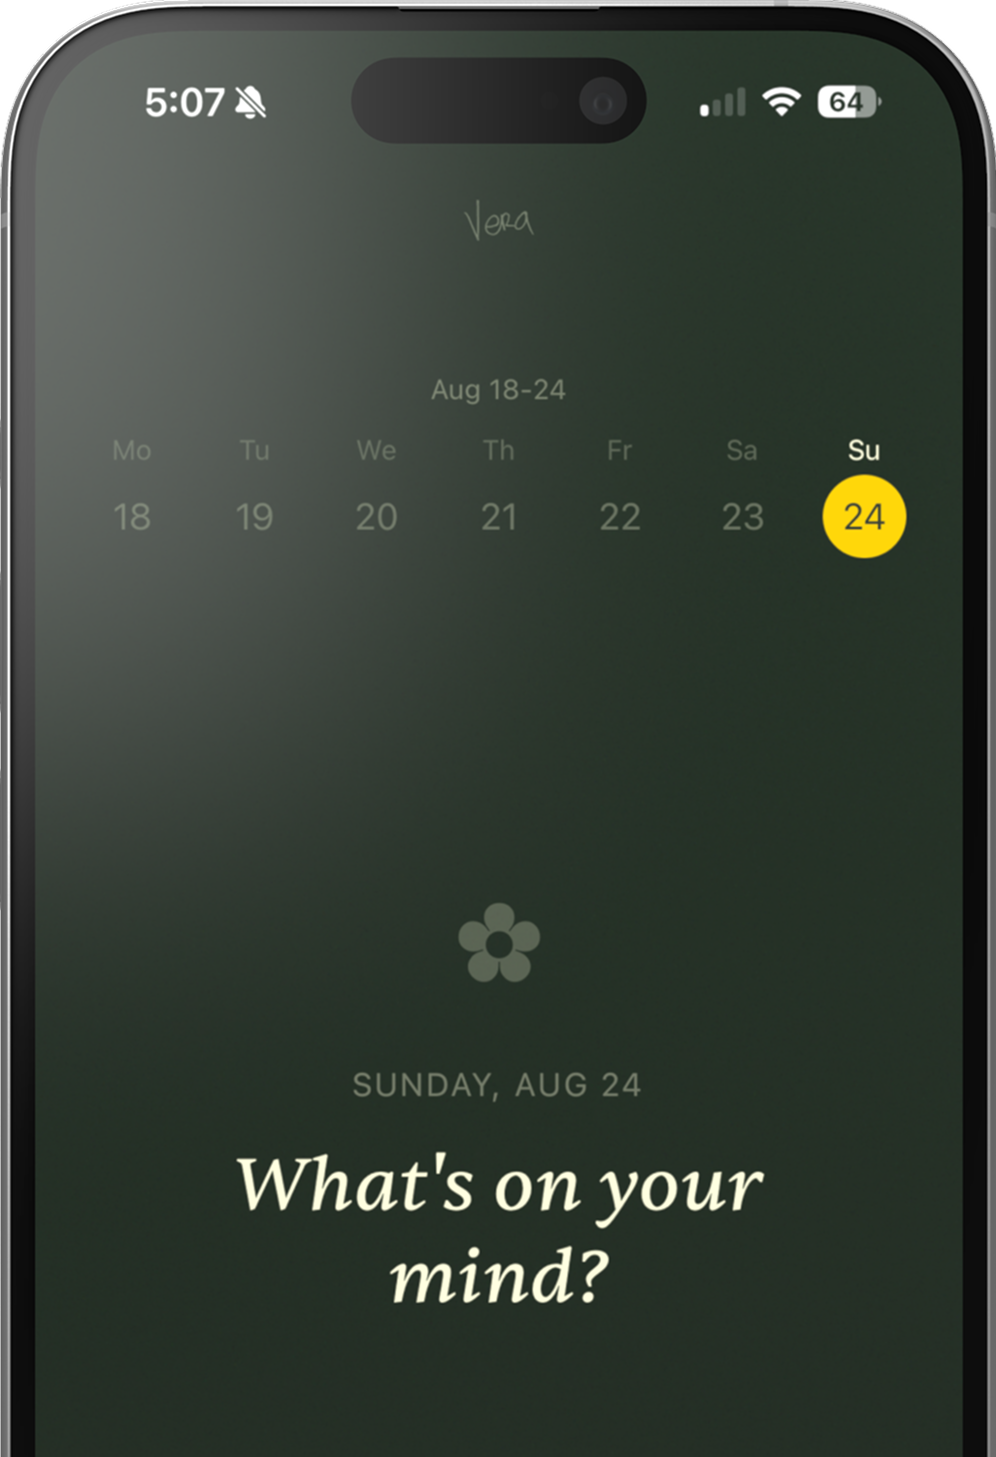 5:07 64
Vera
Aug 18-24
Mo Tu We Th Fr Sa Su
18 19 20 21 22 23 24
SUNDAY, AUG 24
What's on your
mind?